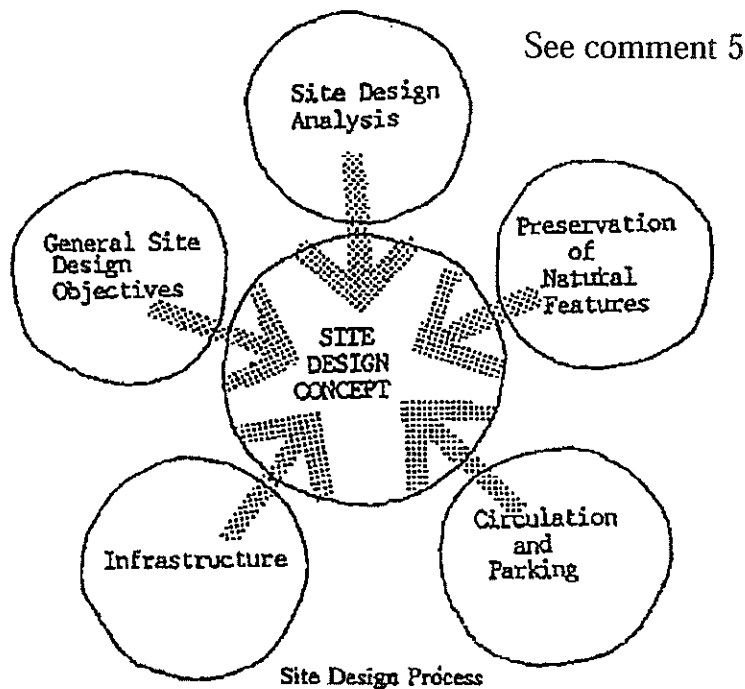 See comment 5
Site Design
Analysis
General Site
Design
Objectives
Preservation
of
Natural
Features
SITE
DESIGN
CONCEPT
Infrastructure
Circulation
and
Parking
Site Design Process